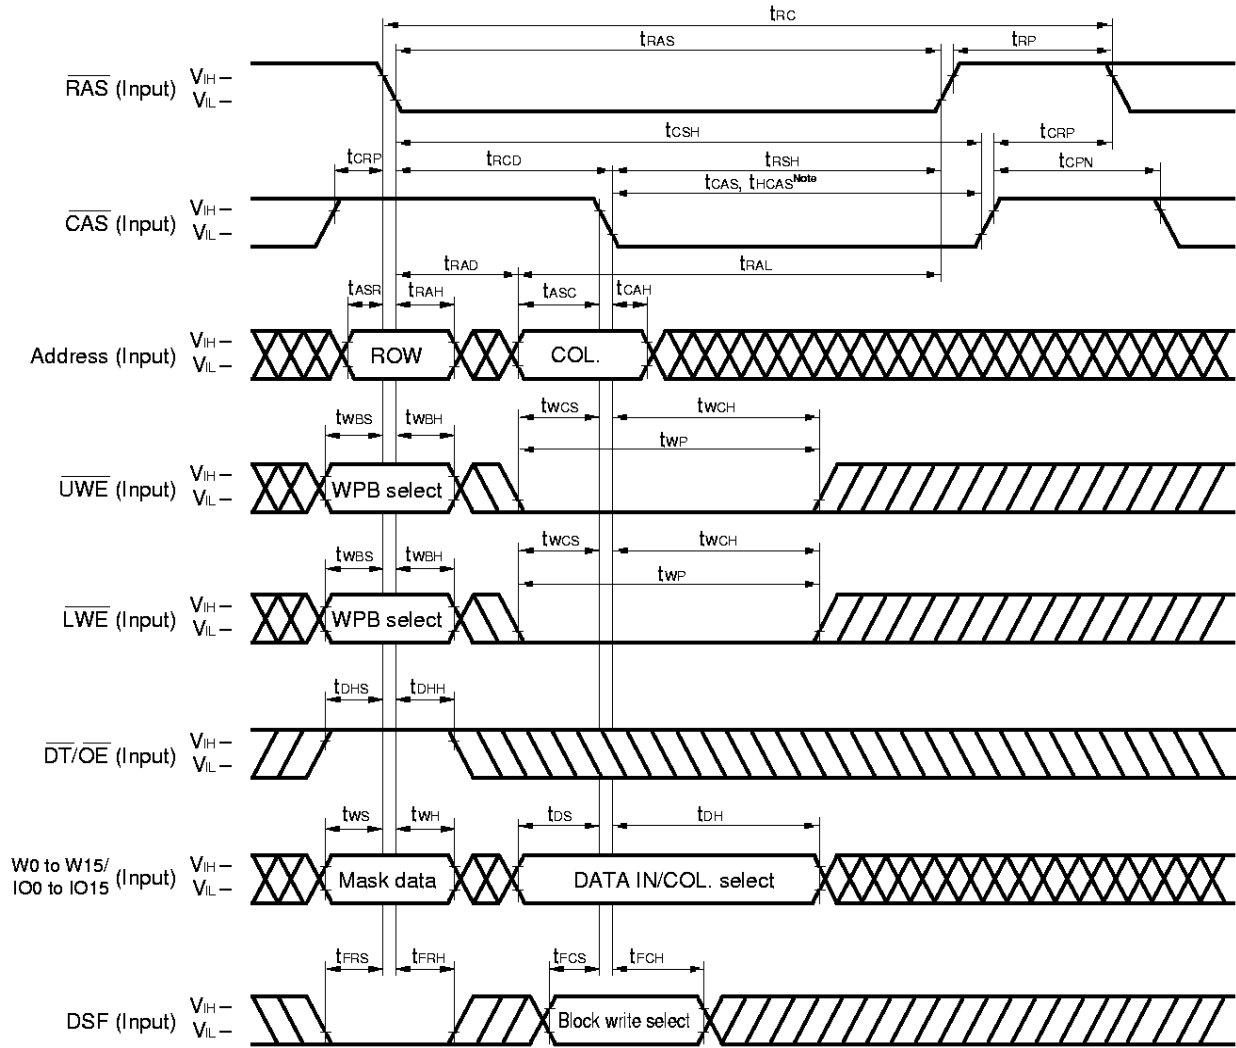 tRC
tRAS
tRP
RAS (Input)
VIH
VIL
tCSH
tCRP
tCRP
tRCD
tRSH
tCPN
tCAS, tHCAS Note
CAS (Input)
VIH
VIL
tRAD
tRAL
tASR
tRAH
tASC
tCAH
Address (Input)
VIH
VIL
ROW
COL.
tWBS
tWBH
tWCS
tWCH
tWP
UWE (Input)
VIH
VIL
WPB select
tWBS
tWBH
tWCS
tWCH
tWP
LWE (Input)
VIH
VIL
WPB select
tDHS
tDHH
DT/OE (Input)
VIH
VIL
tWS
tWH
tDS
tDH
W0 to W15/
IO0 to IO15 (Input)
VIH
VIL
Mask data
DATA IN/COL. select
tFRS
tFRH
tFCS
tFCH
DSF (Input)
VIH
VIL
Block write select